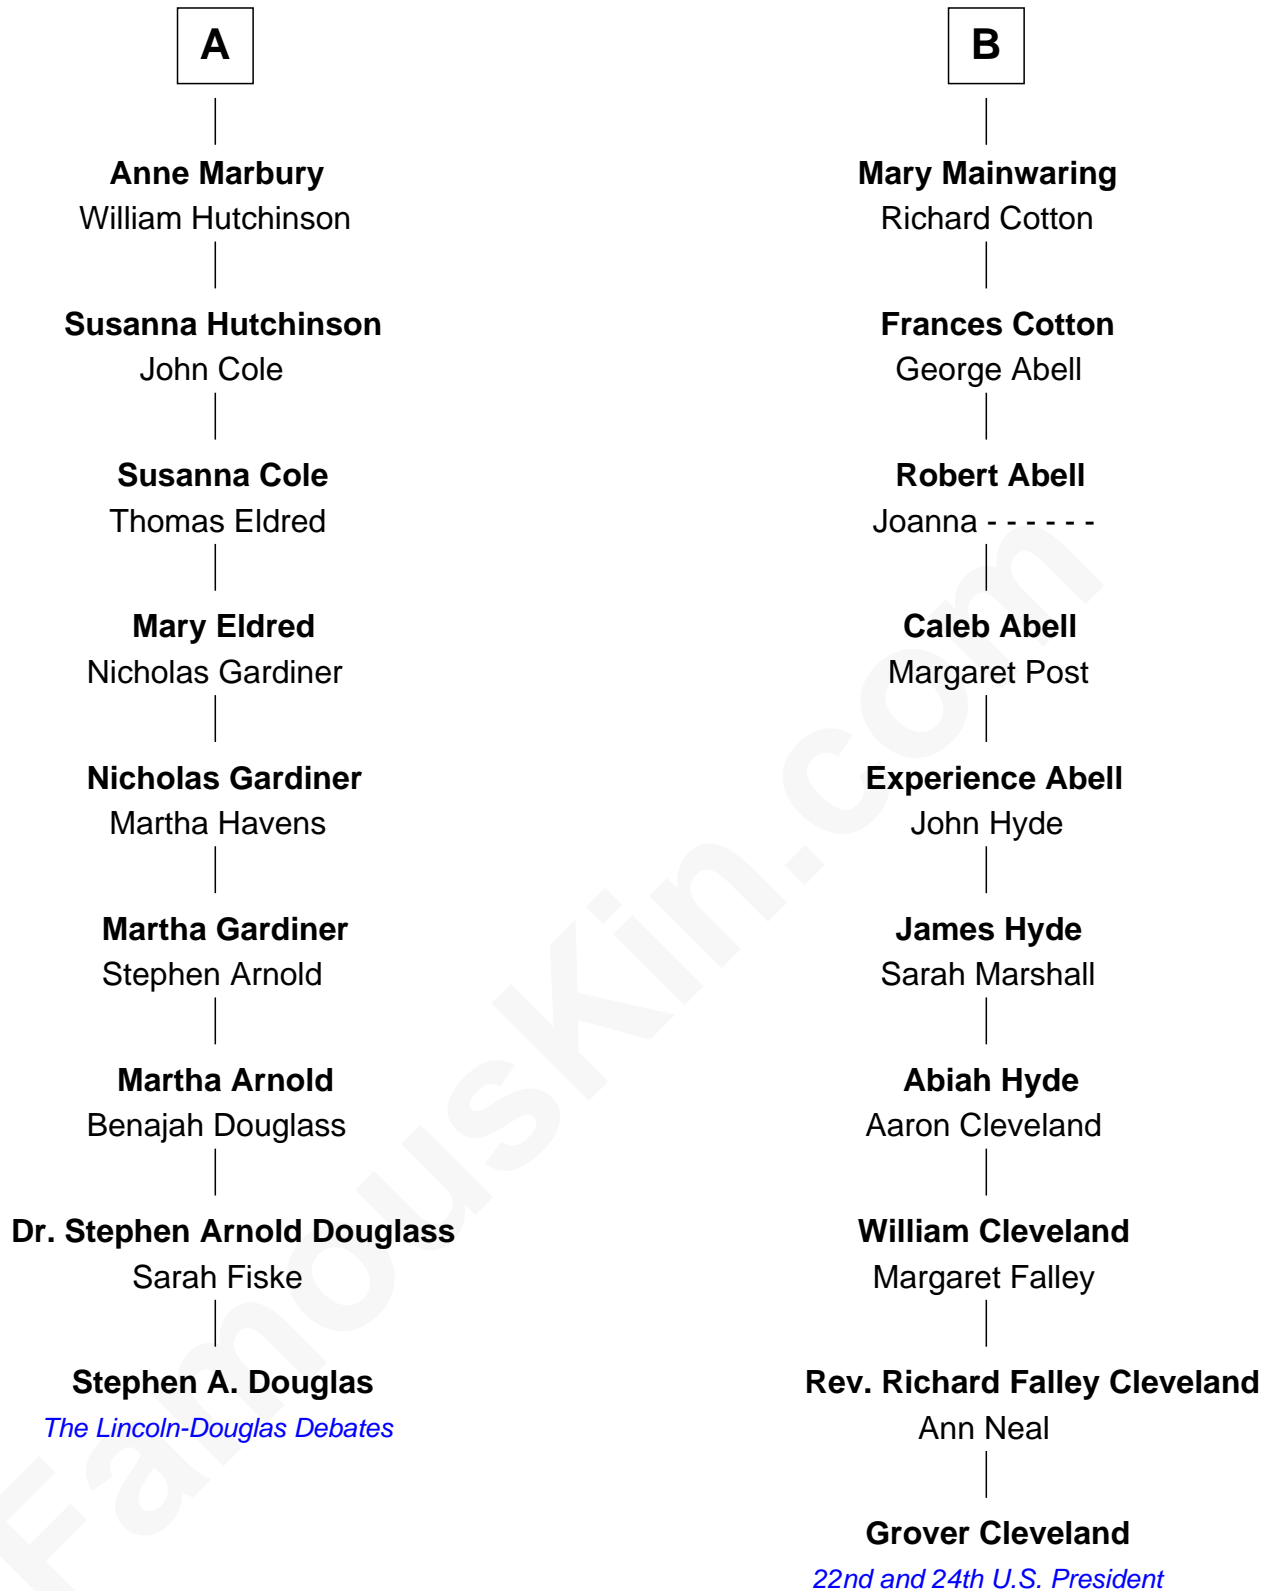 A
Anne Marbury
William Hutchinson
Susanna Hutchinson
John Cole
Susanna Cole
Thomas Eldred
Mary Eldred
Nicholas Gardiner
Nicholas Gardiner
Martha Havens
Martha Gardiner
Stephen Arnold
Martha Arnold
Benajah Douglass
Dr. Stephen Arnold Douglass
Sarah Fiske
Stephen A. Douglas
The Lincoln-Douglas Debates
B
Mary Mainwaring
Richard Cotton
Frances Cotton
George Abell
Robert Abell
Joanna - - - - - -
Caleb Abell
Margaret Post
Experience Abell
John Hyde
James Hyde
Sarah Marshall
Abiah Hyde
Aaron Cleveland
William Cleveland
Margaret Falley
Rev. Richard Falley Cleveland
Ann Neal
Grover Cleveland
22nd and 24th U.S. President
FamousKin.com